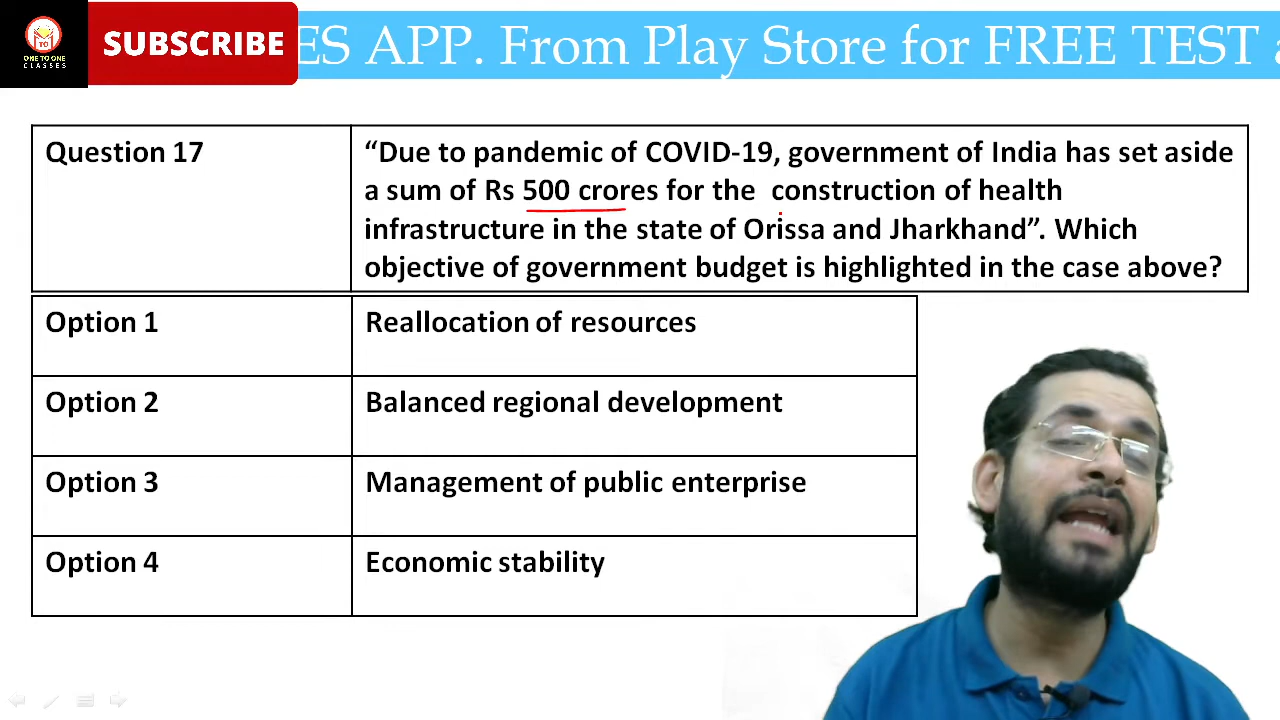 SUBSCRIBE
ES APP. From Play Store for FREE TEST a
TO
ONE TO ONE
CLASSES
Question 17
“Due to pandemic of COVID-19, government of India has set aside
a sum of Rs 500 crores for the construction of health
infrastructure in the state of Orissa and Jharkhand”. Which
objective of government budget is highlighted in the case above?
Option 1
Reallocation of resources
Option 2
Balanced regional development
Option 3
Management of public enterprise
Option 4
Economic stability